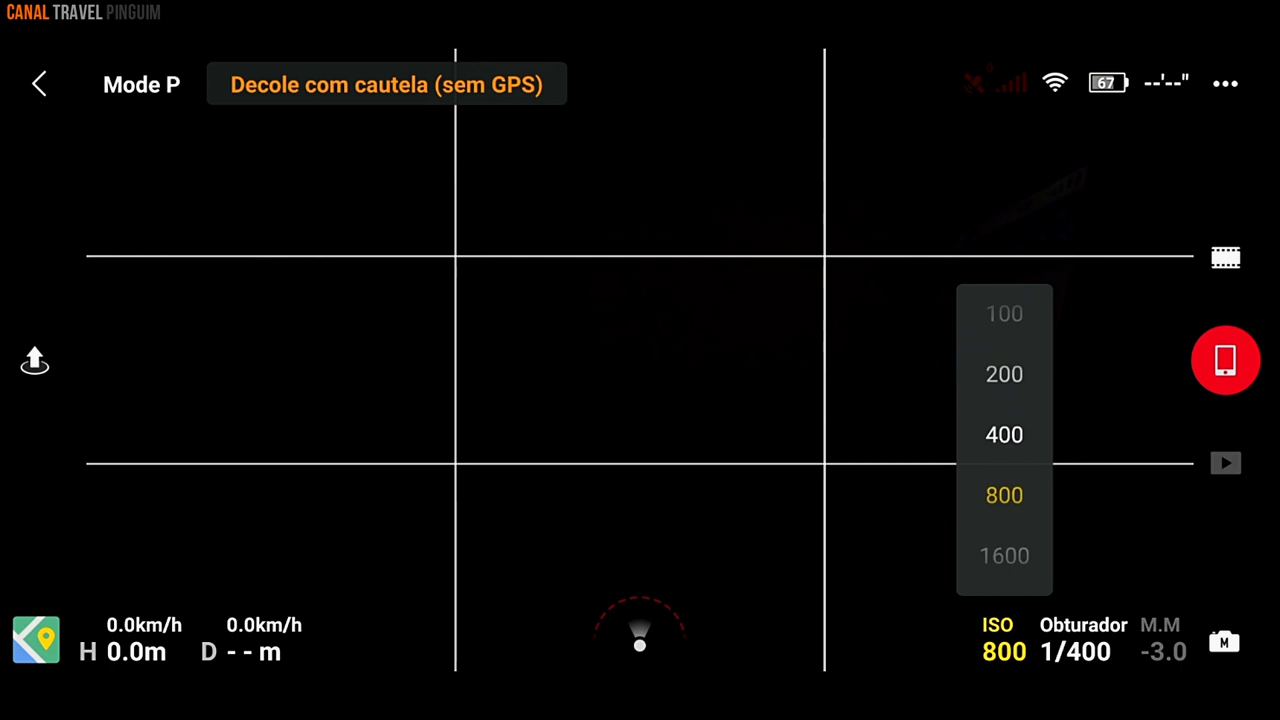 CANAL TRAVEL PINGUIM
Mode P
Decole com cautela (sem GPS)
0
67
--'--"
100
200
400
800
1600
0.0km/h 0.0km/h
H 0.0m D - - m
ISO Obturador M.M
800 1/400 -3.0
M